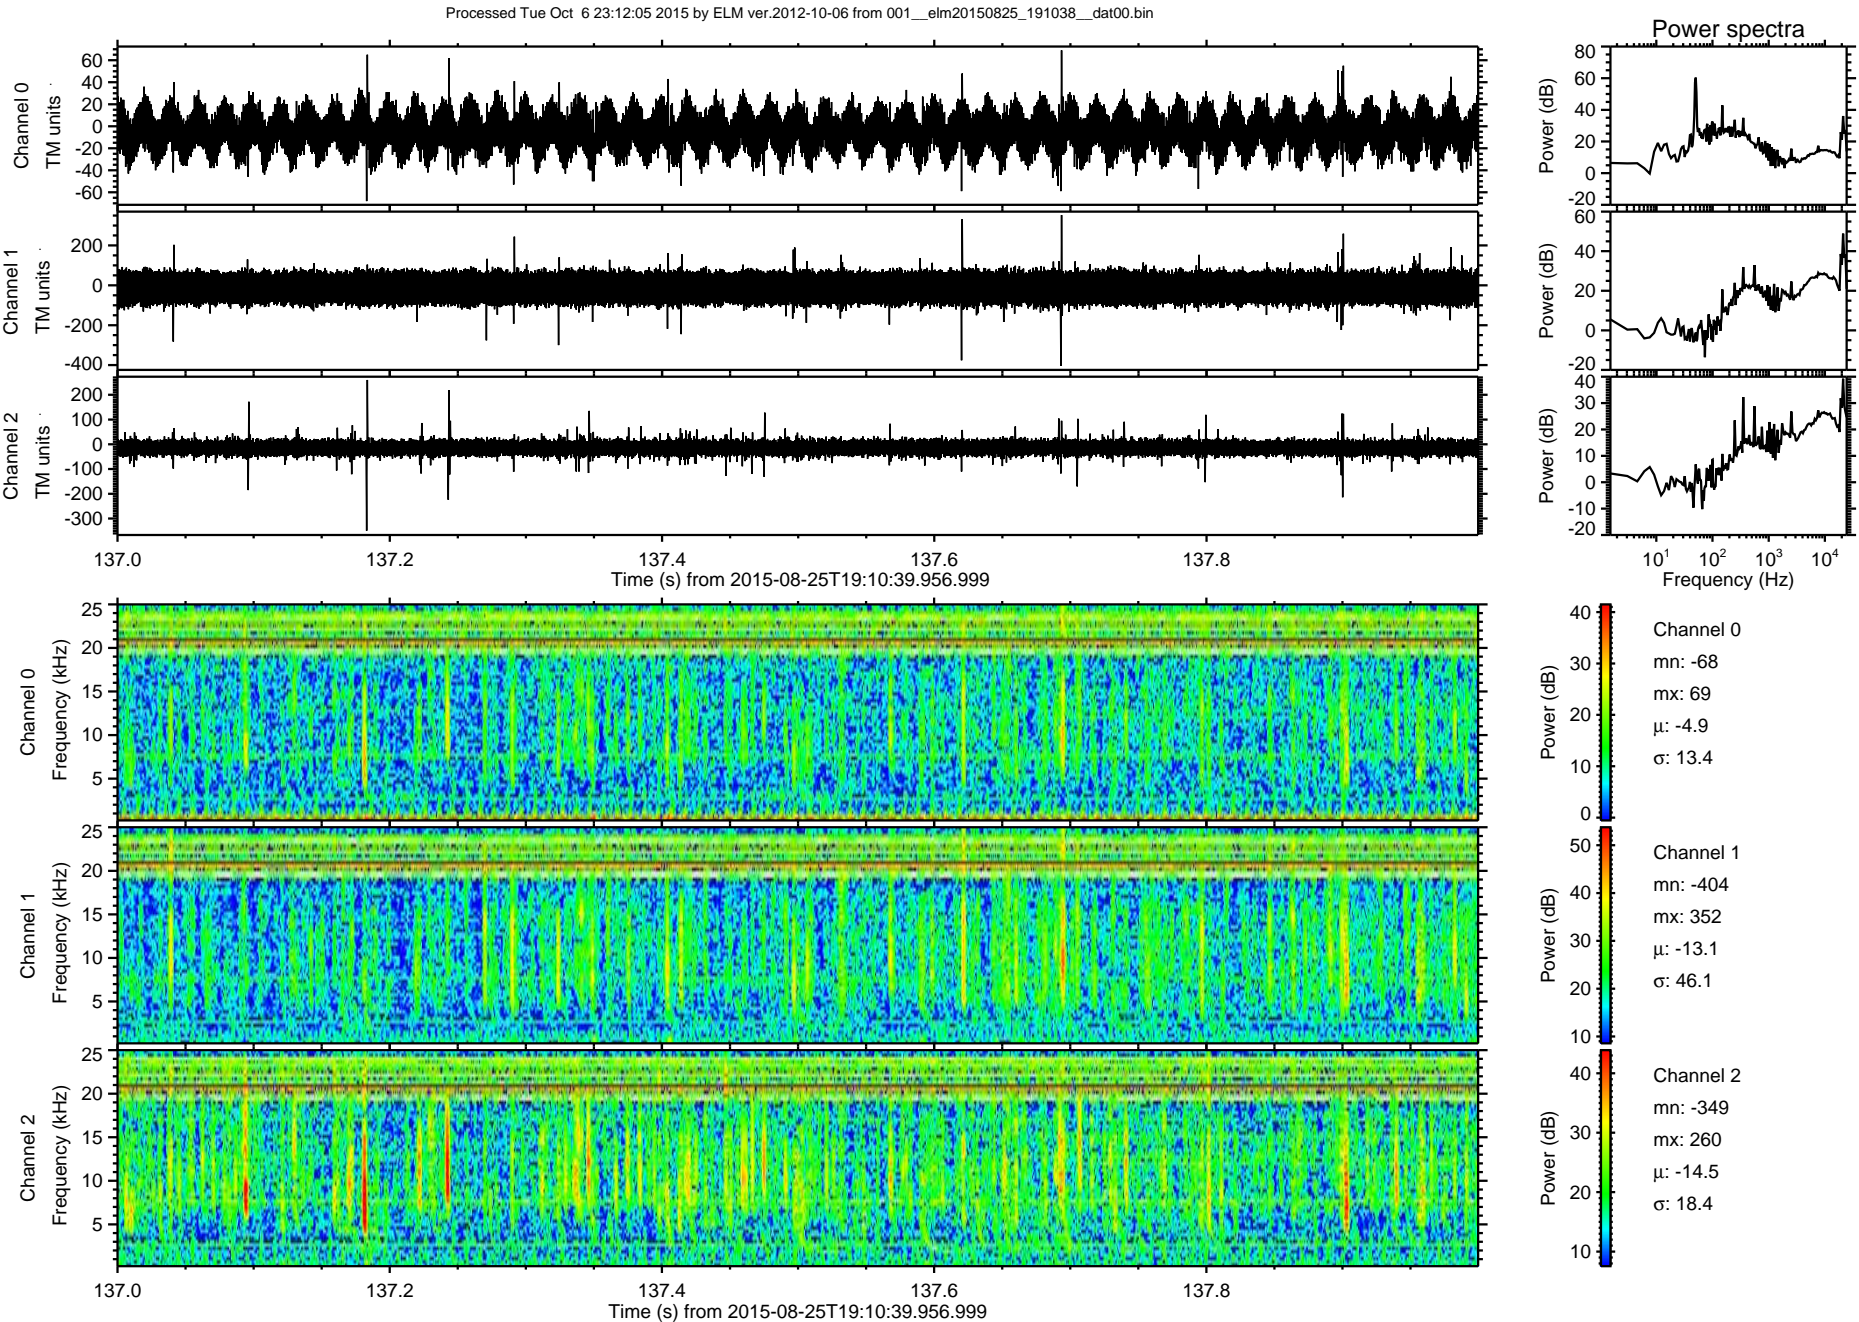 Processed Tue Oct  6 23:12:05 2015 by ELM ver.2012-10-06 from 001__elm20150825_191038__dat00.bin
Power spectra
Channel 0
TM units
60
40
20
0
-20
-40
-60
Power (dB)
80
60
40
20
0
-20
Channel 1
TM units
200
0
-200
-400
Power (dB)
60
40
20
0
-20
Channel 2
TM units
200
100
0
-100
-200
-300
Power (dB)
40
30
20
10
0
-10
-20
137.0
137.2
137.4
137.6
137.8
Time (s) from 2015-08-25T19:10:39.956.999
10^1
10^2
10^3
10^4
Frequency (Hz)
Channel 0
Frequency (kHz)
25
20
15
10
5
Power (dB)
40
30
20
10
0
Channel 0
mn: -68
mx: 69
μ: -4.9
σ: 13.4
Channel 1
Frequency (kHz)
25
20
15
10
5
Power (dB)
50
40
30
20
10
Channel 1
mn: -404
mx: 352
μ: -13.1
σ: 46.1
Channel 2
Frequency (kHz)
25
20
15
10
5
Power (dB)
40
30
20
10
Channel 2
mn: -349
mx: 260
μ: -14.5
σ: 18.4
137.0
137.2
137.4
137.6
137.8
Time (s) from 2015-08-25T19:10:39.956.999